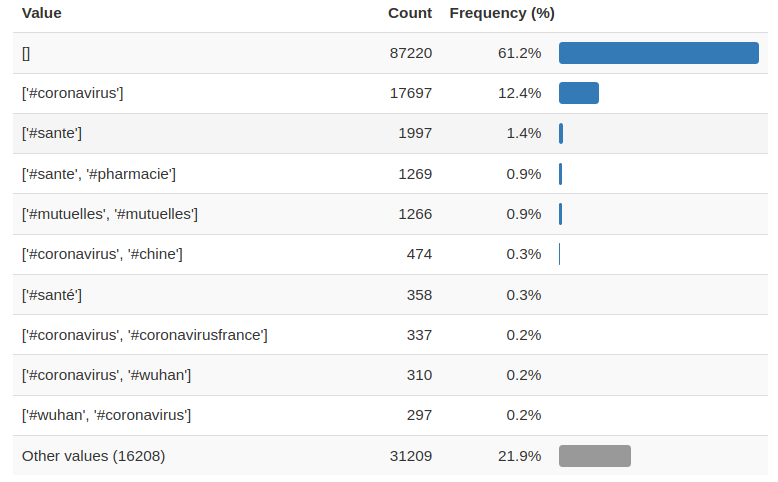 Value Count Frequency (%)
[] 87220 61.2%
['#coronavirus'] 17697 12.4%
['#sante'] 1997 1.4%
['#sante', '#pharmacie'] 1269 0.9%
['#mutuelles', '#mutuelles'] 1266 0.9%
['#coronavirus', '#chine'] 474 0.3%
['#santé'] 358 0.3%
['#coronavirus', '#coronavirusfrance'] 337 0.2%
['#coronavirus', '#wuhan'] 310 0.2%
['#wuhan', '#coronavirus'] 297 0.2%
Other values (16208) 31209 21.9%